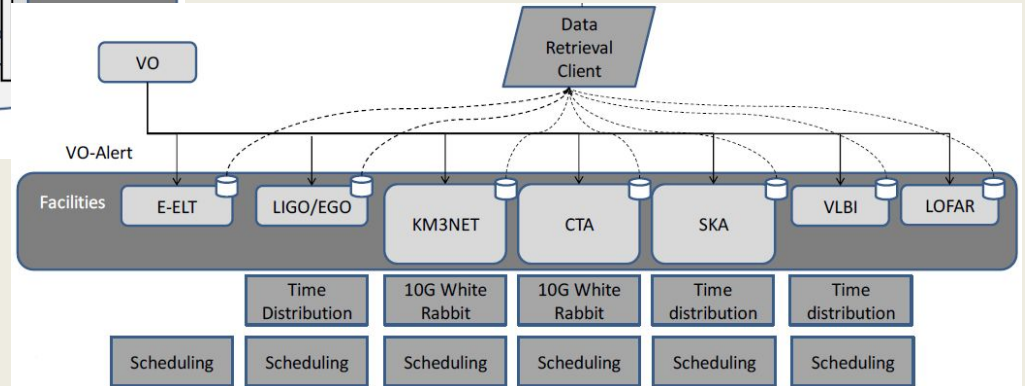 Data
Retrieval
Client
VO
VO-Alert
Facilities
E-ELT
LIGO/EGO
KM3NET
CTA
SKA
VLBI
LOFAR
Time
Distribution
10G White
Rabbit
10G White
Rabbit
Time
distribution
Time
distribution
Scheduling
Scheduling
Scheduling
Scheduling
Scheduling
Scheduling